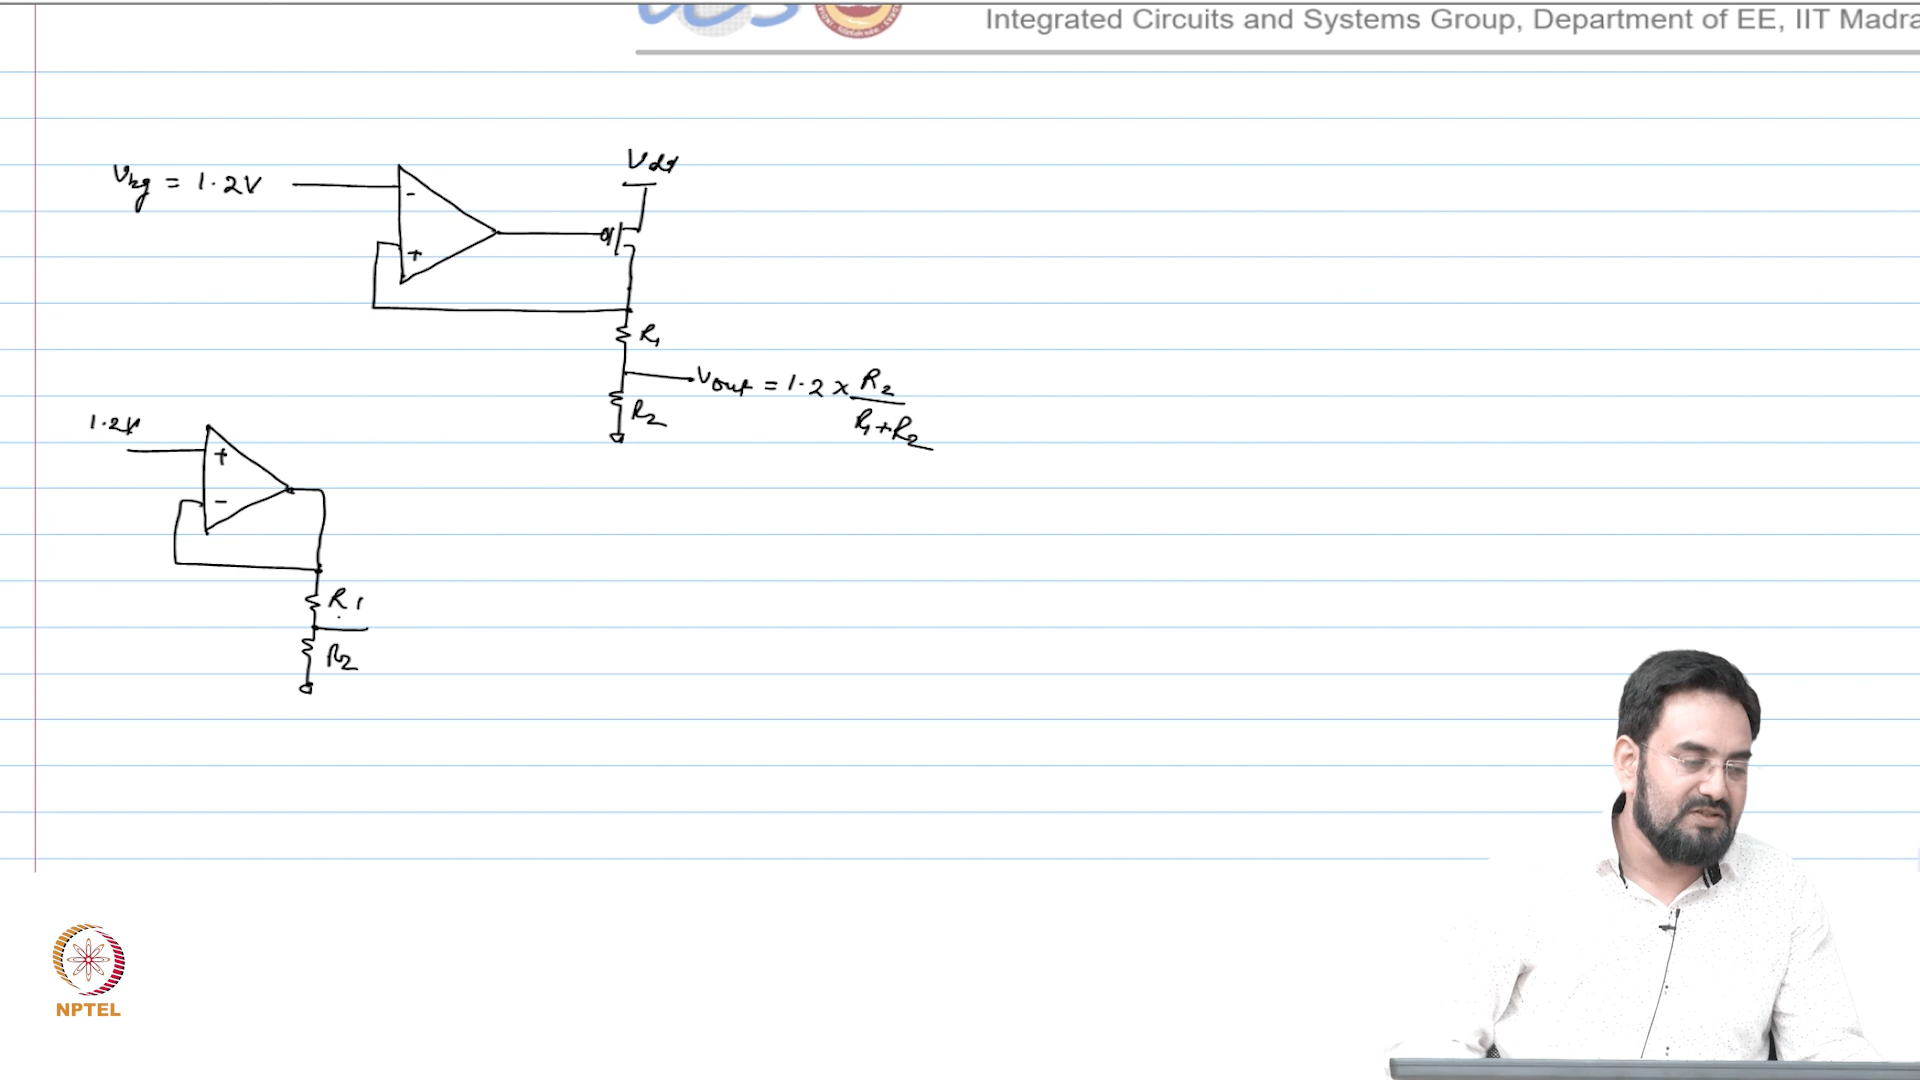 Integrated Circuits and Systems Group, Department of EE, IIT Madra
Vbg = 1.2V
Vdd
-
+
R1
Vout = 1.2 x R2
R1+R2
R2
1.2V
+
-
R1
R2
NPTEL